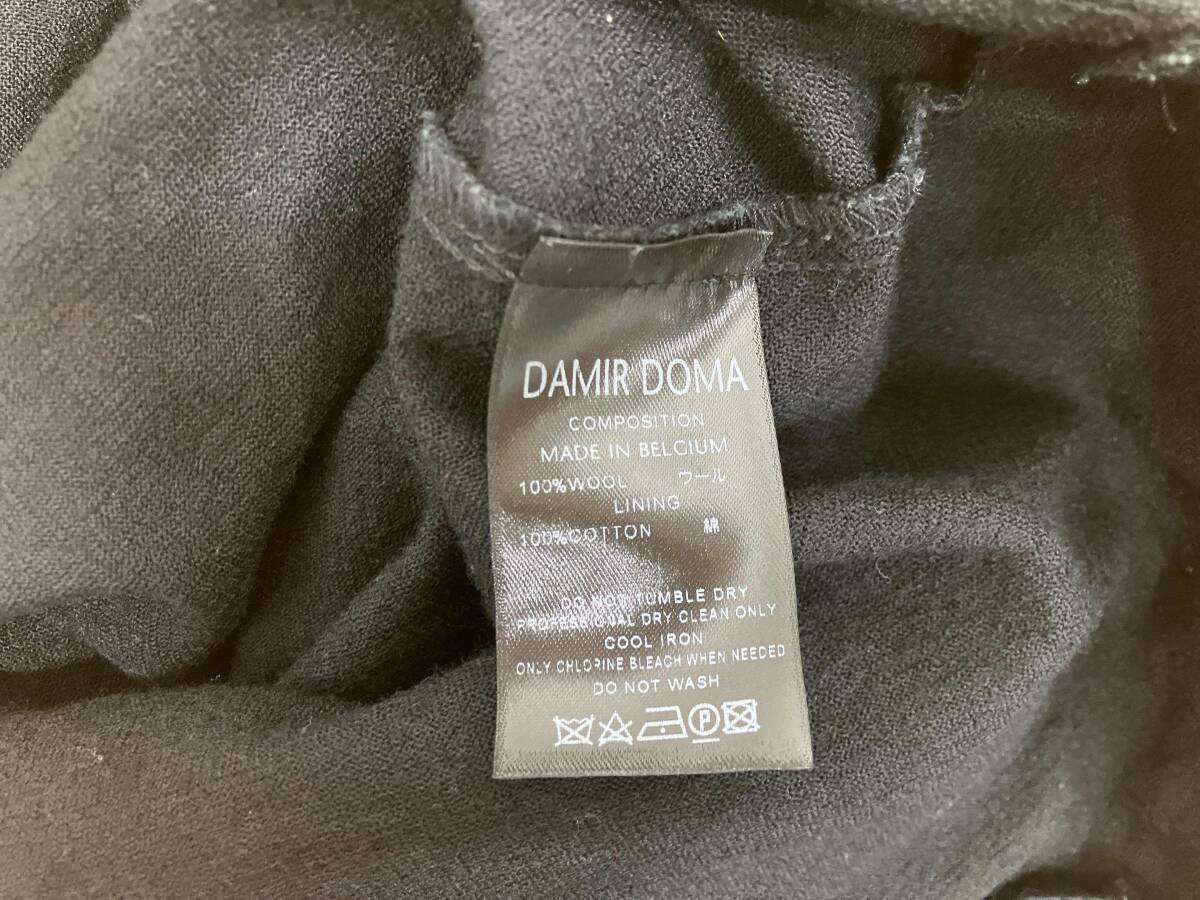 DAMIR DOMA
COMPOSITION
MADE IN BELGIUM
100%WOOL ウール
LINING
100%COTTON 綿
DO NOT TUMBLE DRY
PROFESSIONAL DRY CLEAN ONLY
COOL IRON
ONLY CHLORINE BLEACH WHEN NEEDED
DO NOT WASH
P